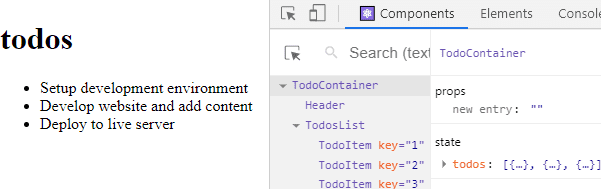 todos
Setup development environment
Develop website and add content
Deploy to live server
Components Elements Console
Search (text
TodoContainer
TodoContainer
Header
TodosList
TodoItem key="1"
TodoItem key="2"
TodoItem key="3"
props
new entry: ""
state
todos: [{…}, {…}, {…}]